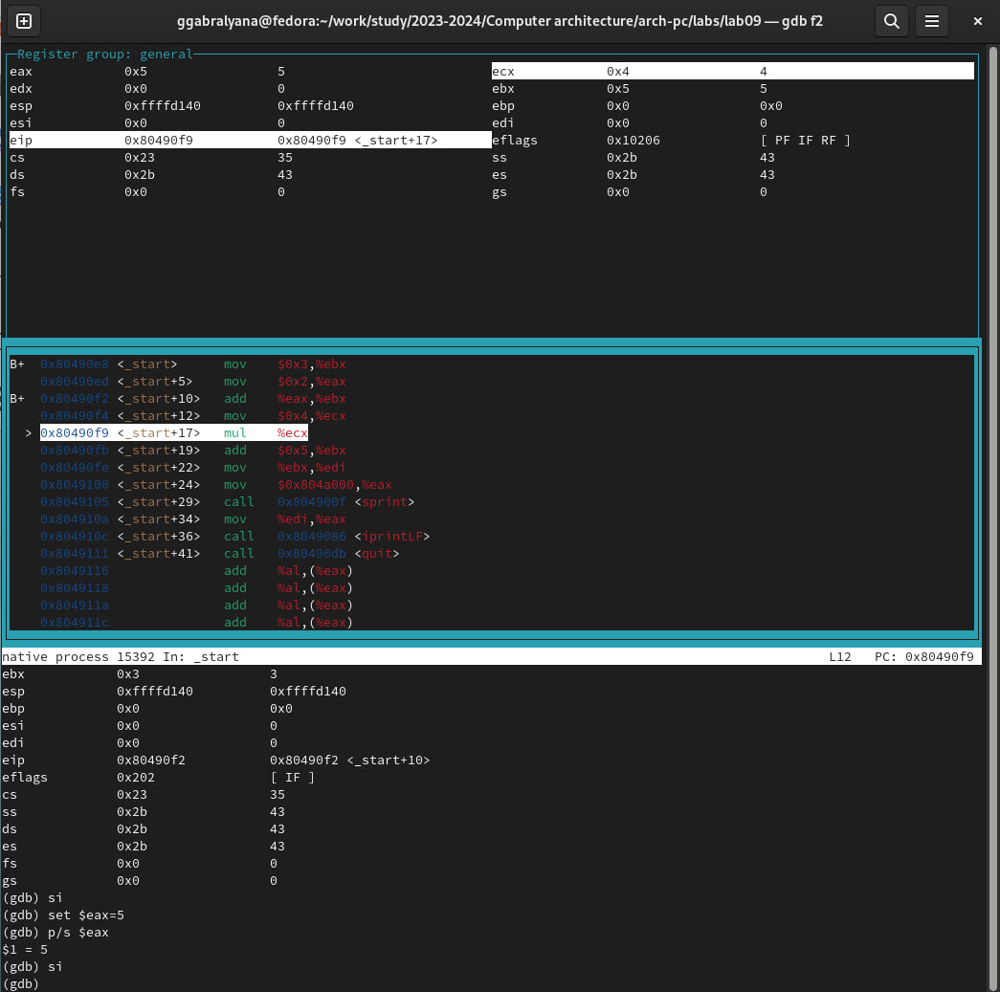 ggabralyana@fedora:~/work/study/2023-2024/Computer architecture/arch-pc/labs/lab09 — gdb f2
Register group: general
eax 0x5 5 ecx 0x4 4
edx 0x0 0 ebx 0x5 5
esp 0xffffd140 0xffffd140 ebp 0x0 0x0
esi 0x0 0 edi 0x0 0
eip 0x80490f9 0x80490f9 <_start+17> eflags 0x10206 [ PF IF RF ]
cs 0x23 35 ss 0x2b 43
ds 0x2b 43 es 0x2b 43
fs 0x0 0 gs 0x0 0
B+ 0x80490e8 <_start> mov $0x3,%ebx
0x80490ed <_start+5> mov $0x2,%eax
B+ 0x80490f2 <_start+10> add %eax,%ebx
0x80490f4 <_start+12> mov $0x4,%ecx
> 0x80490f9 <_start+17> mul %ecx
0x80490fb <_start+19> add $0x5,%ebx
0x80490fe <_start+22> mov %ebx,%edi
0x8049100 <_start+24> mov $0x804a000,%eax
0x8049105 <_start+29> call 0x804900f <sprint>
0x804910a <_start+34> mov %edi,%eax
0x804910c <_start+36> call 0x8049086 <iprintLF>
0x8049111 <_start+41> call 0x80490db <quit>
0x8049116 add %al,(%eax)
0x8049118 add %al,(%eax)
0x804911a add %al,(%eax)
0x804911c add %al,(%eax)
native process 15392 In: _start L12 PC: 0x80490f9
ebx 0x3 3
esp 0xffffd140 0xffffd140
ebp 0x0 0x0
esi 0x0 0
edi 0x0 0
eip 0x80490f2 0x80490f2 <_start+10>
eflags 0x202 [ IF ]
cs 0x23 35
ss 0x2b 43
ds 0x2b 43
es 0x2b 43
fs 0x0 0
gs 0x0 0
(gdb) si
(gdb) set $eax=5
(gdb) p/s $eax
$1 = 5
(gdb) si
(gdb)